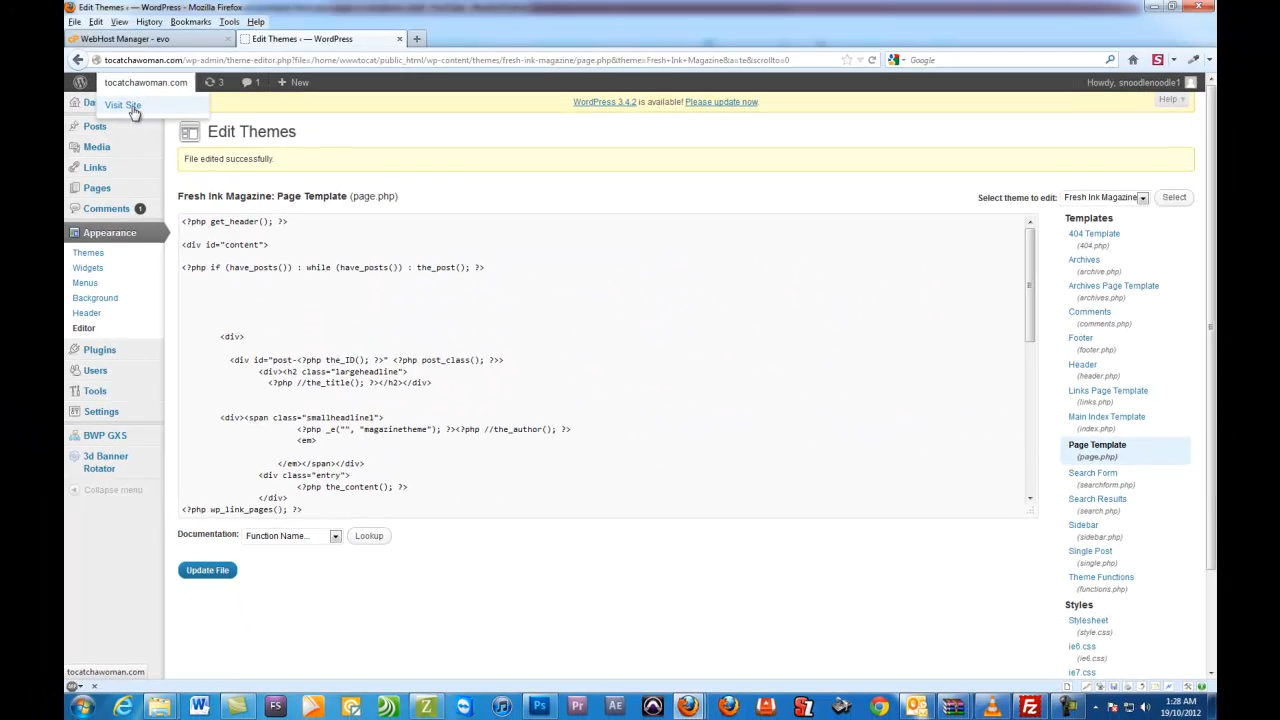 Edit Themes ‹ — WordPress - Mozilla Firefox
File Edit View History Bookmarks Tools Help
WebHost Manager - evo × Edit Themes ‹ — WordPress × +
tocatchawoman.com/wp-admin/theme-editor.php?file=/home/wwwtocat/public_html/wp-content/themes/fresh-ink-magazine/page.php&theme=Fresh+Ink+Magazine&a=te&scrollto=0 Google
tocatchawoman.com 3 1 + New Howdy, snoodlenoodle1
Visit Site
WordPress 3.4.2 is available! Please update now. Help
Da
Posts
Media
Links
Pages
Comments 1
Appearance
Themes
Widgets
Menus
Background
Header
Editor
Plugins
Users
Tools
Settings
BWP GXS
3d Banner
Rotator
Collapse menu
Edit Themes
File edited successfully.
Fresh Ink Magazine: Page Template (page.php)
Select theme to edit: Fresh Ink Magazine Select
<?php get_header(); ?>
<div id="content">
<?php if (have_posts()) : while (have_posts()) : the_post(); ?>
<div>
<div id="post-<?php the_ID(); ?>" <?php post_class(); ?>>
<div><h2 class="largeheadline">
<?php //the_title(); ?></h2></div>
<div><span class="smallheadline1">
<?php _e("", "magazinetheme"); ?><?php //the_author(); ?>
<em>
</em></span></div>
<div class="entry">
<?php the_content(); ?>
</div>
<?php wp_link_pages(); ?>
Documentation: Function Name... Lookup
Update File
Templates
404 Template
(404.php)
Archives
(archive.php)
Archives Page Template
(archives.php)
Comments
(comments.php)
Footer
(footer.php)
Header
(header.php)
Links Page Template
(links.php)
Main Index Template
(index.php)
Page Template
(page.php)
Search Form
(searchform.php)
Search Results
(search.php)
Sidebar
(sidebar.php)
Single Post
(single.php)
Theme Functions
(functions.php)
Styles
Stylesheet
(style.css)
ie6.css
(ie6.css)
ie7.css
tocatchawoman.com
W FS Z Ps Pr Ae SZ Fz
1:28 AM
19/10/2012